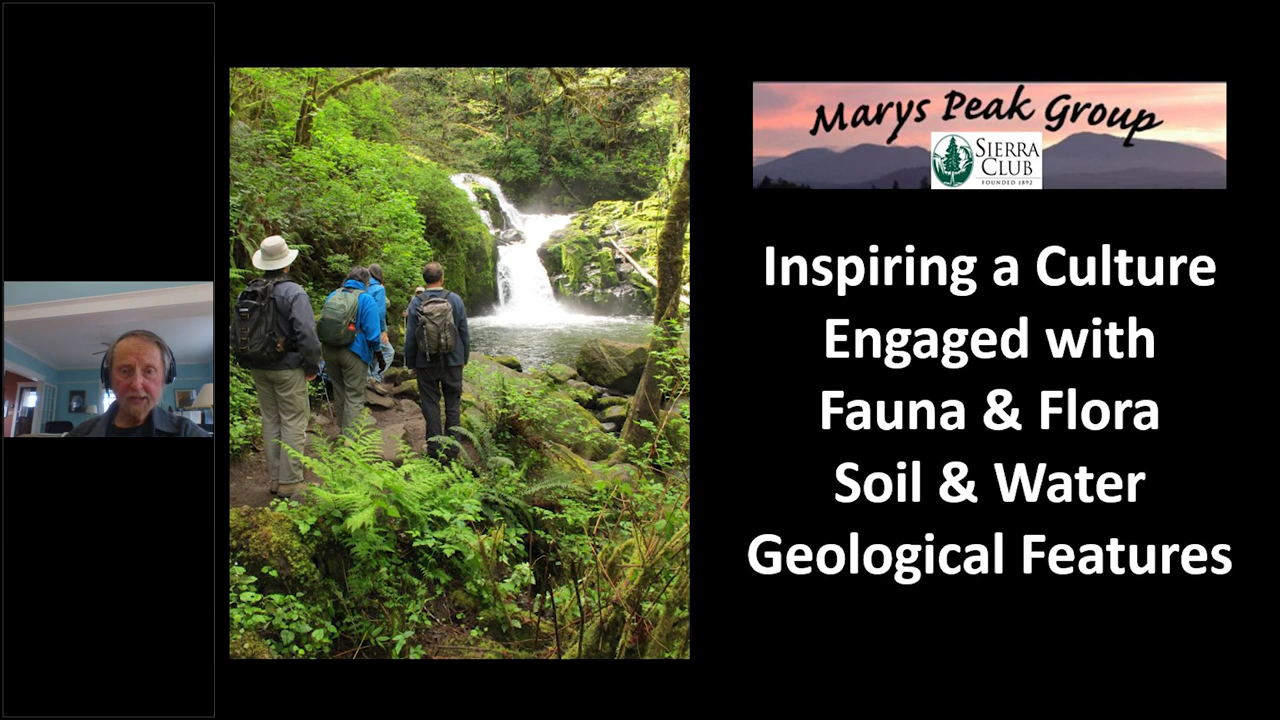 Marys Peak Group
SIERRA
CLUB
FOUNDED 1892
Inspiring a Culture
Engaged with
Fauna & Flora
Soil & Water
Geological Features